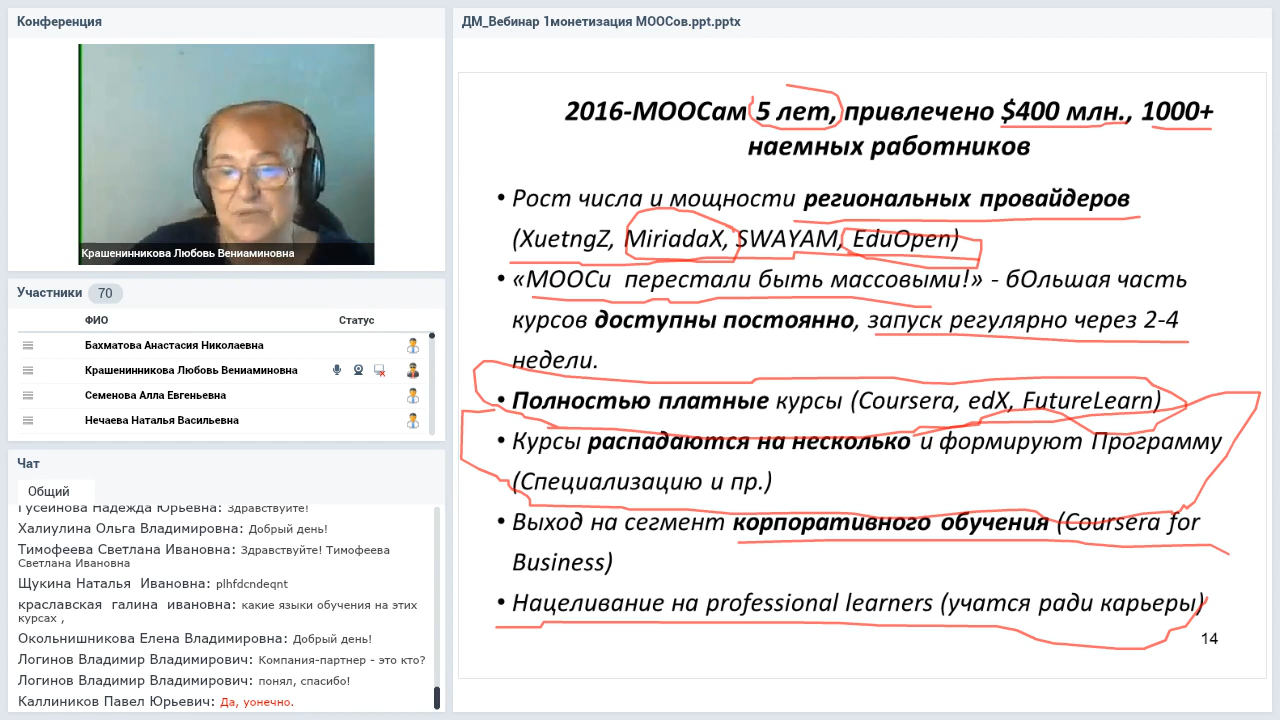 Конференция
Крашенинникова Любовь Вениаминовна
Участники 70
ФИО Статус
Бахматова Анастасия Николаевна
Крашенинникова Любовь Вениаминовна
Семенова Алла Евгеньевна
Нечаева Наталья Васильевна
Чат
Общий
Гусейнова Надежда Юрьевна: Здравствуйте!
Халиулина Ольга Владимировна: Добрый день!
Тимофеева Светлана Ивановна: Здравствуйте! Тимофеева
Светлана Ивановна
Щукина Наталья Ивановна: plhfdcndeqnt
краславская галина ивановна: какие языки обучения на этих
курсах ,
Окольнишникова Елена Владимировна: Добрый день!
Логинов Владимир Владимирович: Компания-партнер - это кто?
Логинов Владимир Владимирович: понял, спасибо!
Каллиников Павел Юрьевич: Да, уонечно.
ДМ_Вебинар 1монетизация МООСов.ppt.pptx
2016-МООСам 5 лет, привлечено $400 млн., 1000+
наемных работников
• Рост числа и мощности региональных провайдеров
(XuetngZ, MiriadaX, SWAYAM, EduOpen)
• «МООСи перестали быть массовыми!» - бОльшая часть
курсов доступны постоянно, запуск регулярно через 2-4
недели.
• Полностью платные курсы (Coursera, edX, FutureLearn)
• Курсы распадаются на несколько и формируют Программу
(Специализацию и пр.)
• Выход на сегмент корпоративного обучения (Coursera for
Business)
• Нацеливание на professional learners (учатся ради карьеры)
14